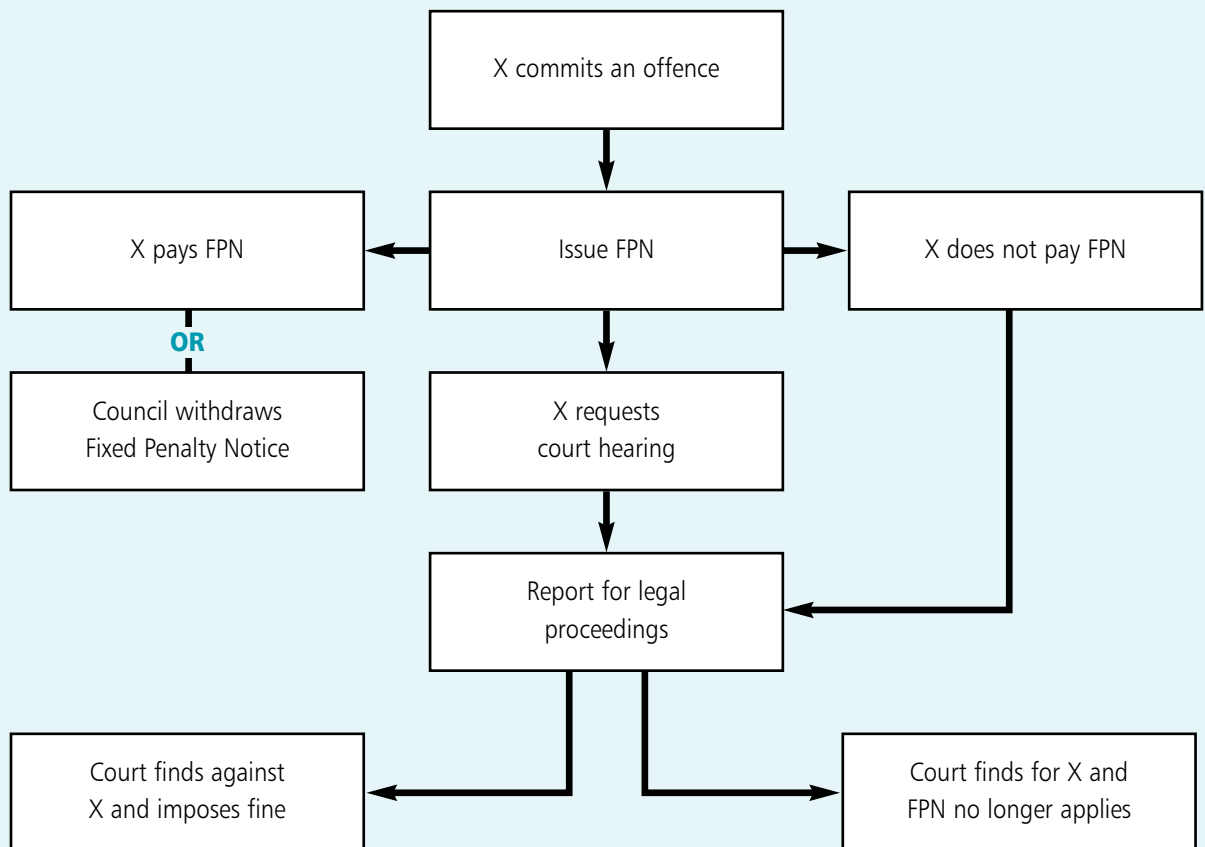 X commits an offence
X pays FPN
Issue FPN
X does not pay FPN
OR
Council withdraws
Fixed Penalty Notice
X requests
court hearing
Report for legal
proceedings
Court finds against
X and imposes fine
Court finds for X and
FPN no longer applies